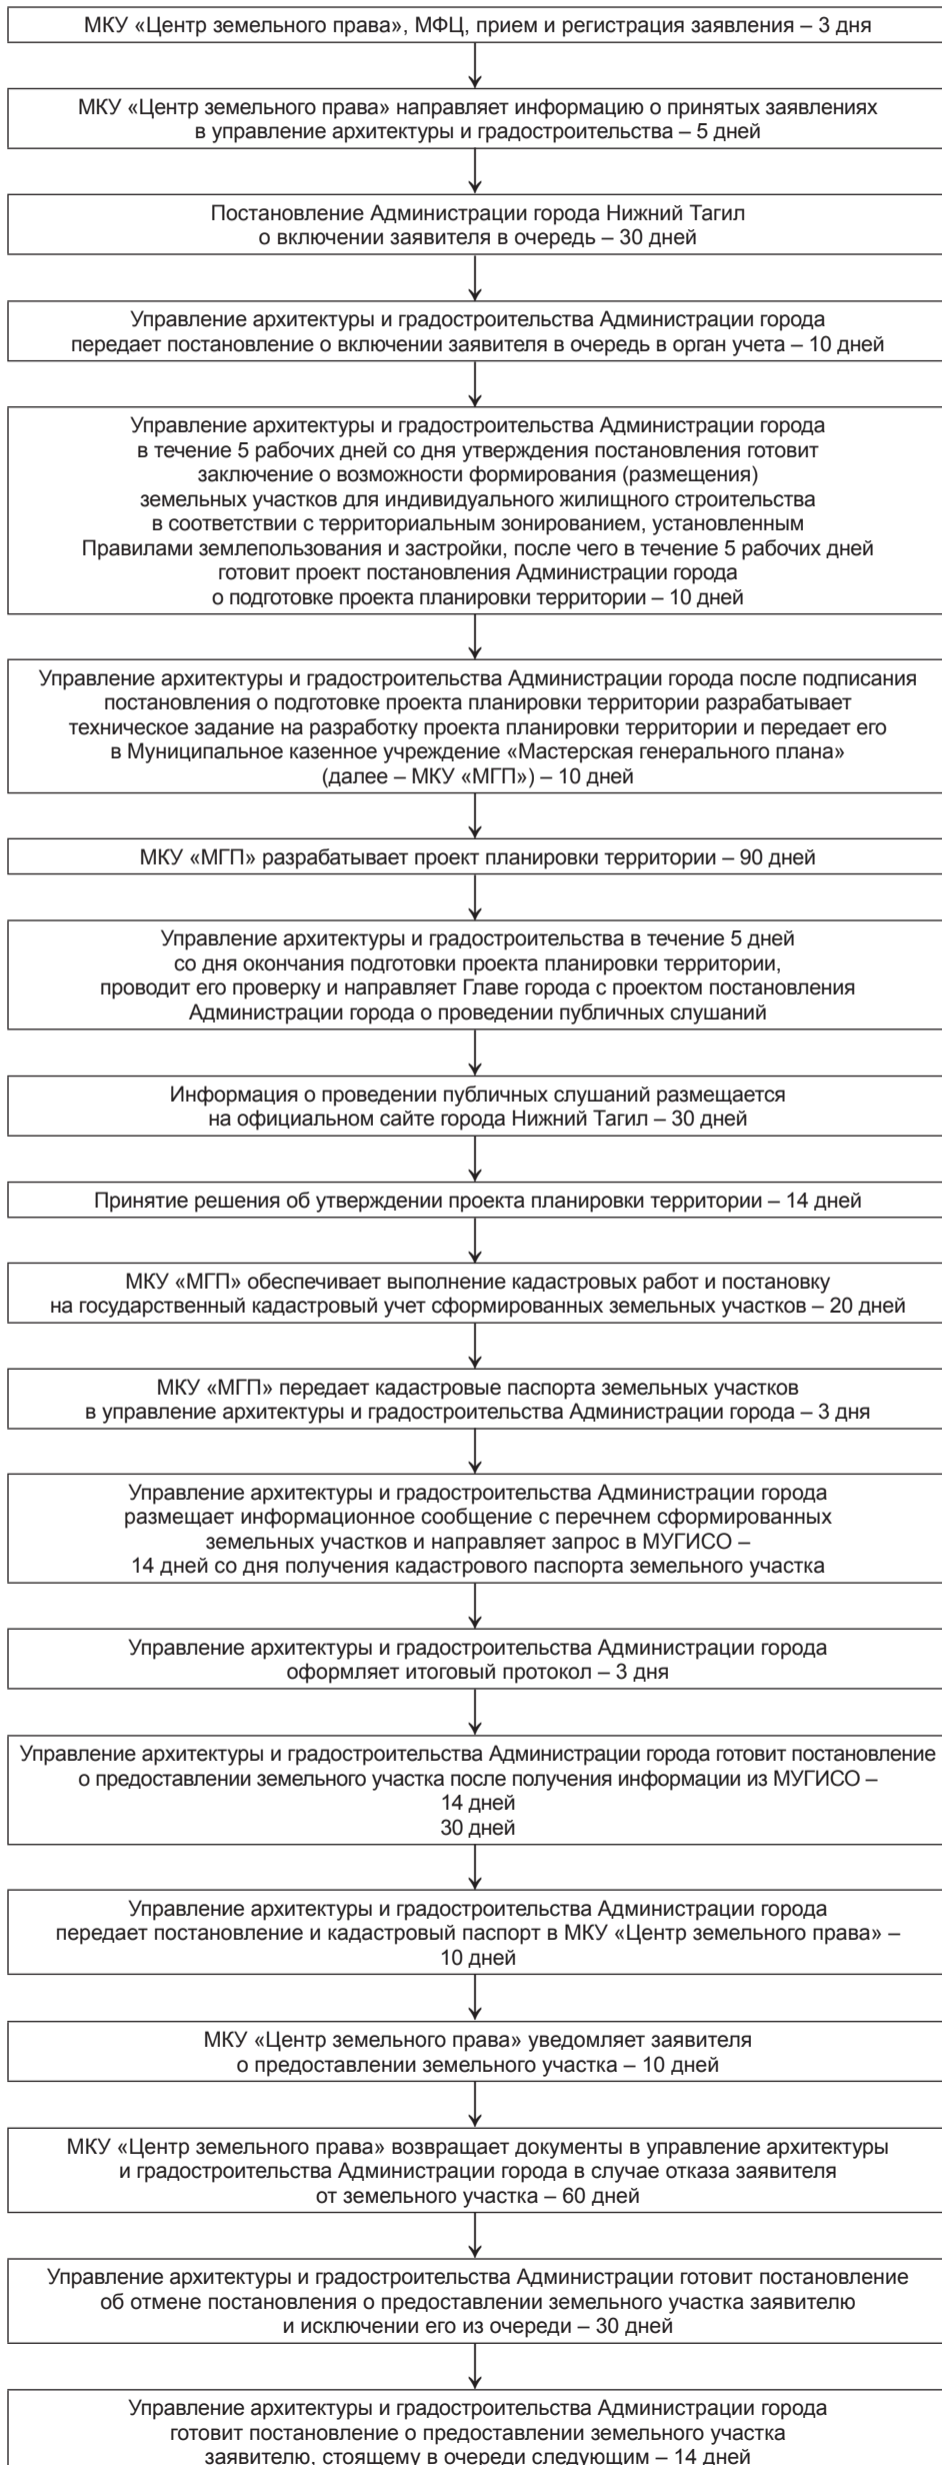 МКУ «Центр земельного права», МФЦ, прием и регистрация заявления – 3 дня
МКУ «Центр земельного права» направляет информацию о принятых заявлениях
в управление архитектуры и градостроительства – 5 дней
Постановление Администрации города Нижний Тагил
о включении заявителя в очередь – 30 дней
Управление архитектуры и градостроительства Администрации города
передает постановление о включении заявителя в очередь в орган учета – 10 дней
Управление архитектуры и градостроительства Администрации города
в течение 5 рабочих дней со дня утверждения постановления готовит
заключение о возможности формирования (размещения)
земельных участков для индивидуального жилищного строительства
в соответствии с территориальным зонированием, установленным
Правилами землепользования и застройки, после чего в течение 5 рабочих дней
готовит проект постановления Администрации города
о подготовке проекта планировки территории – 10 дней
Управление архитектуры и градостроительства Администрации города после подписания
постановления о подготовке проекта планировки территории разрабатывает
техническое задание на разработку проекта планировки территории и передает его
в Муниципальное казенное учреждение «Мастерская генерального плана»
(далее – МКУ «МГП») – 10 дней
МКУ «МГП» разрабатывает проект планировки территории – 90 дней
Управление архитектуры и градостроительства в течение 5 дней
со дня окончания подготовки проекта планировки территории,
проводит его проверку и направляет Главе города с проектом постановления
Администрации города о проведении публичных слушаний
Информация о проведении публичных слушаний размещается
на официальном сайте города Нижний Тагил – 30 дней
Принятие решения об утверждении проекта планировки территории – 14 дней
МКУ «МГП» обеспечивает выполнение кадастровых работ и постановку
на государственный кадастровый учет сформированных земельных участков – 20 дней
МКУ «МГП» передает кадастровые паспорта земельных участков
в управление архитектуры и градостроительства Администрации города – 3 дня
Управление архитектуры и градостроительства Администрации города
размещает информационное сообщение с перечнем сформированных
земельных участков и направляет запрос в МУГИСО –
14 дней со дня получения кадастрового паспорта земельного участка
Управление архитектуры и градостроительства Администрации города
оформляет итоговый протокол – 3 дня
Управление архитектуры и градостроительства Администрации города готовит постановление
о предоставлении земельного участка после получения информации из МУГИСО –
14 дней
30 дней
Управление архитектуры и градостроительства Администрации города
передает постановление и кадастровый паспорт в МКУ «Центр земельного права» –
10 дней
МКУ «Центр земельного права» уведомляет заявителя
о предоставлении земельного участка – 10 дней
МКУ «Центр земельного права» возвращает документы в управление архитектуры
и градостроительства Администрации города в случае отказа заявителя
от земельного участка – 60 дней
Управление архитектуры и градостроительства Администрации готовит постановление
об отмене постановления о предоставлении земельного участка заявителю
и исключении его из очереди – 30 дней
Управление архитектуры и градостроительства Администрации города
готовит постановление о предоставлении земельного участка
заявителю, стоящему в очереди следующим – 14 дней